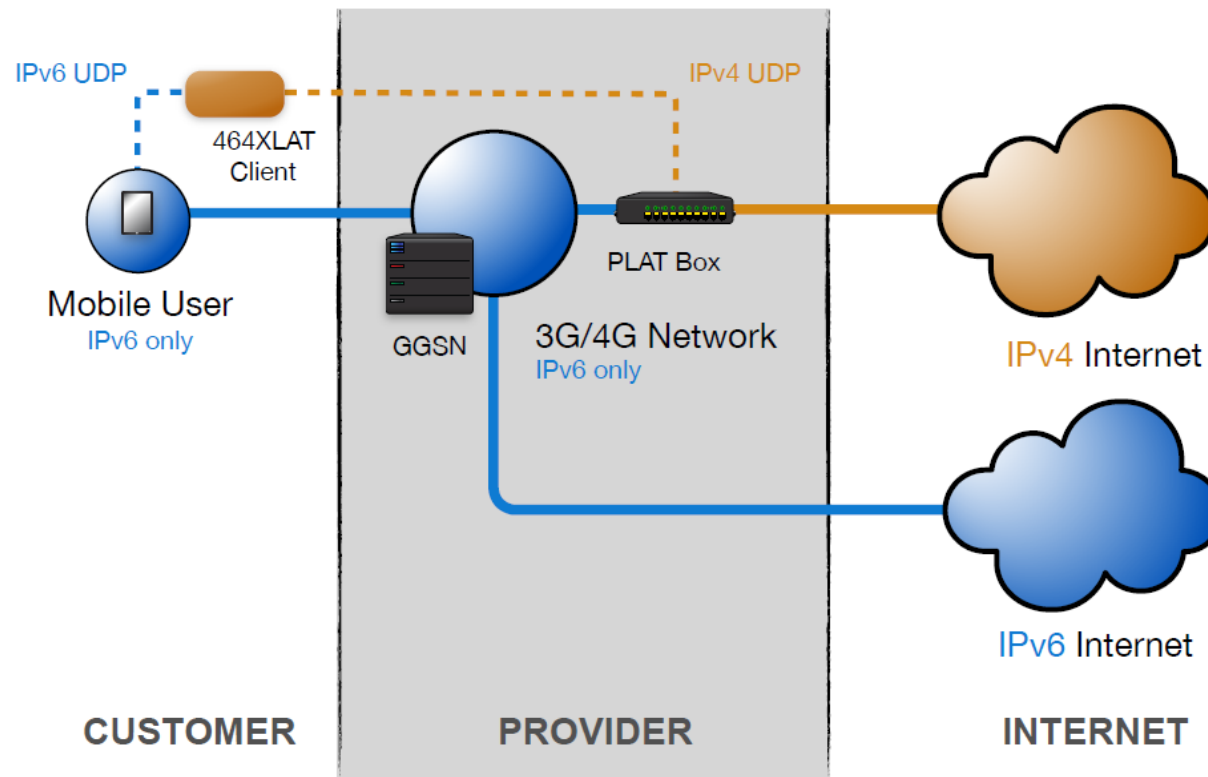 IPv6 UDP
IPv4 UDP
464XLAT
Client
PLAT Box
Mobile User
IPv6 only
GGSN
3G/4G Network
IPv6 only
IPv4 Internet
IPv6 Internet
CUSTOMER
PROVIDER
INTERNET